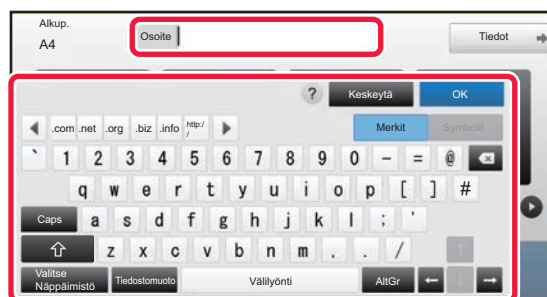 Alkup.
A4
Osoite
Tiedot
? Keskeytä OK
.com .net .org .biz .info http:/
/
Merkit Symbolit
` 1 2 3 4 5 6 7 8 9 0 - = @
q w e r t y u i o p [ ] #
Caps a s d f g h j k l ; '
z x c v b n m . . /
Valitse
Näppäimistö
Tiedostomuoto Välilyönti AltGr